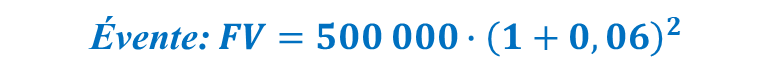 Évente: FV = 500 000 · (1 + 0, 06)²